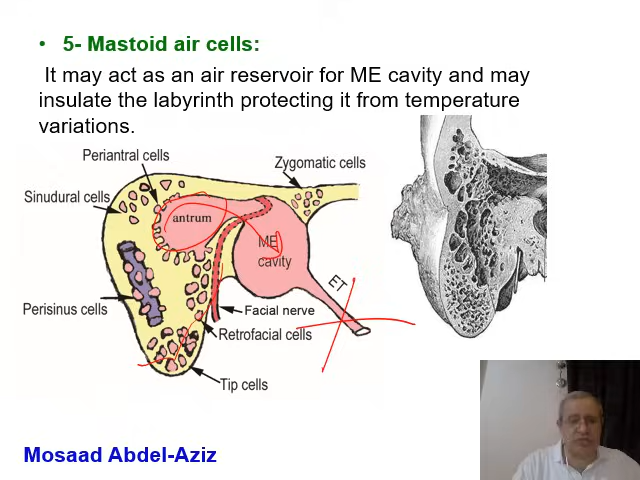 • 5- Mastoid air cells:
It may act as an air reservoir for ME cavity and may
insulate the labyrinth protecting it from temperature
variations.
Periantral cells
Zygomatic cells
Sinudural cells
antrum
ME
cavity
ET
Perisinus cells
Facial nerve
Retrofacial cells
Tip cells
Mosaad Abdel-Aziz